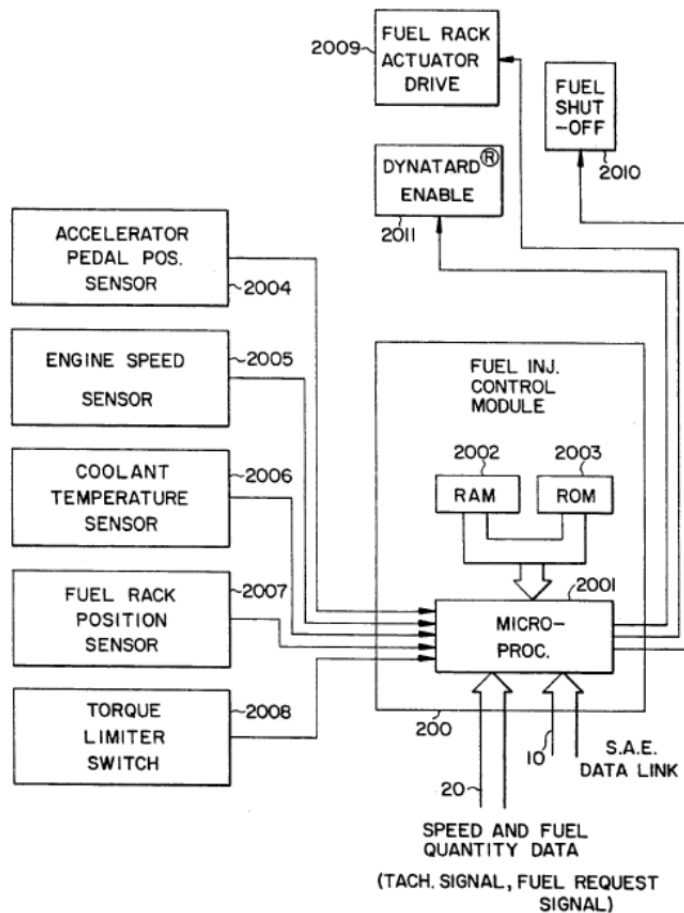 FUEL RACK
ACTUATOR
DRIVE
2009
FUEL
SHUT
-OFF
2010
DYNATARD®
ENABLE
2011
ACCELERATOR
PEDAL POS.
SENSOR
2004
ENGINE SPEED
SENSOR
2005
COOLANT
TEMPERATURE
SENSOR
2006
FUEL RACK
POSITION
SENSOR
2007
TORQUE
LIMITER
SWITCH
2008
FUEL INJ.
CONTROL
MODULE
2002
RAM
2003
ROM
2001
MICRO-
PROC.
200
10
S.A.E.
DATA LINK
20
SPEED AND FUEL
QUANTITY DATA
(TACH. SIGNAL, FUEL REQUEST
SIGNAL)